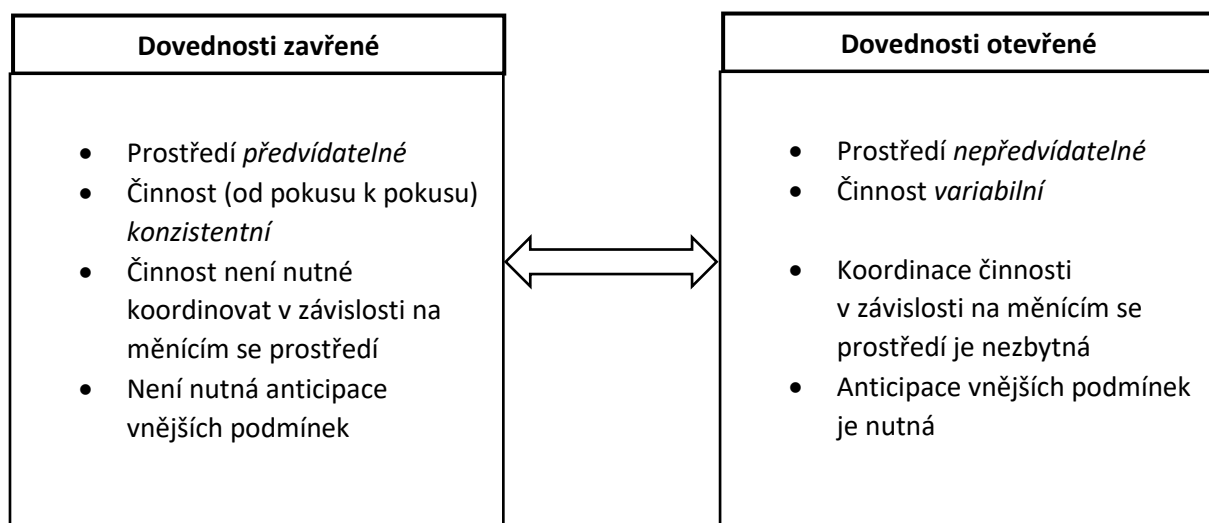 Dovednosti zavřené
• Prostředí předvídatelné
• Činnost (od pokusu k pokusu)
konzistentní
• Činnost není nutné
koordinovat v závislosti na
měnícím se prostředí
• Není nutná anticipace
vnějších podmínek
Dovednosti otevřené
• Prostředí nepředvídatelné
• Činnost variabilní
• Koordinace činnosti
v závislosti na měnícím se
prostředí je nezbytná
• Anticipace vnějších podmínek
je nutná